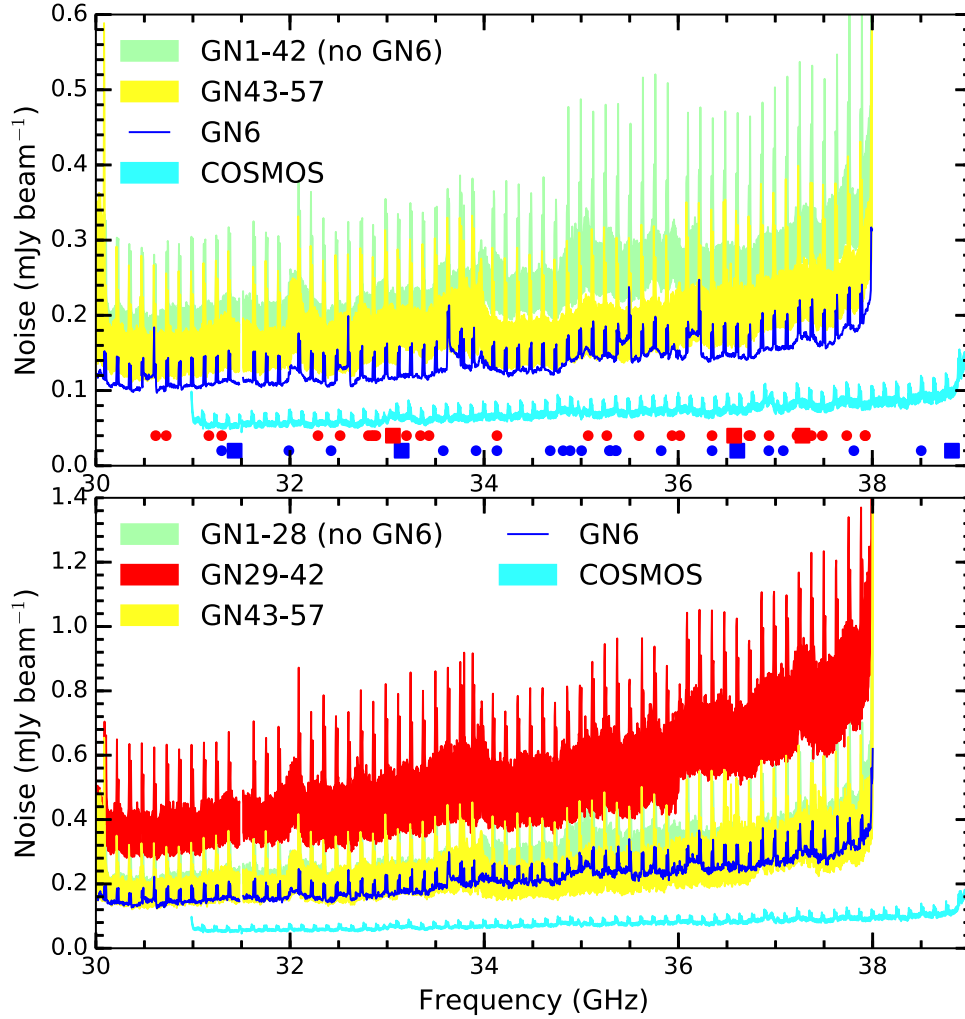 0.6
0.5
0.4
0.3
0.2
0.1
0.0
Noise (mJy beam⁻¹)
GN1-42 (no GN6)
GN43-57
GN6
COSMOS
30 32 34 36 38
1.4
1.2
1.0
0.8
0.6
0.4
0.2
0.0
Noise (mJy beam⁻¹)
GN1-28 (no GN6)
GN29-42
GN43-57
GN6
COSMOS
30 32 34 36 38
Frequency (GHz)